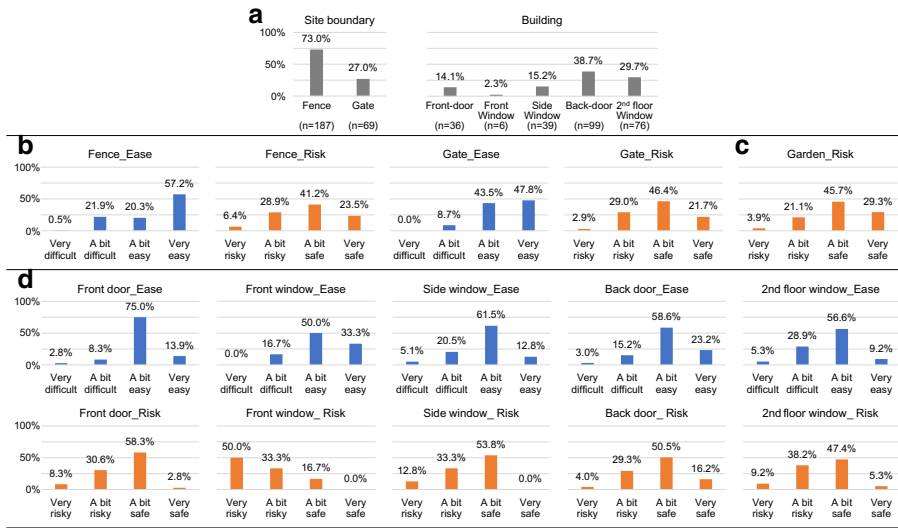 a
Site boundary
Building
100%
50%
0%
73.0%
27.0%
14.1%
2.3%
15.2%
38.7%
29.7%
Fence
Gate
Front-door
Front
Window
Side
Window
Back-door
2nd floor
Window
(n=187)
(n=69)
(n=36)
(n=6)
(n=39)
(n=99)
(n=76)
b
Fence_Ease
100%
50%
0%
0.5%
21.9%
20.3%
57.2%
Very
difficult
A bit
difficult
A bit
easy
Very
easy
Fence_Risk
6.4%
28.9%
41.2%
23.5%
Very
risky
A bit
risky
A bit
safe
Very
safe
Gate_Ease
0.0%
8.7%
43.5%
47.8%
Very
difficult
A bit
difficult
A bit
easy
Very
easy
Gate_Risk
2.9%
29.0%
46.4%
21.7%
Very
risky
A bit
risky
A bit
safe
Very
safe
c
Garden_Risk
3.9%
21.1%
45.7%
29.3%
Very
risky
A bit
risky
A bit
safe
Very
safe
d
Front door_Ease
100%
50%
0%
2.8%
8.3%
75.0%
13.9%
Very
difficult
A bit
difficult
A bit
easy
Very
easy
Front window_Ease
0.0%
16.7%
50.0%
33.3%
Very
difficult
A bit
difficult
A bit
easy
Very
easy
Side window_Ease
5.1%
20.5%
61.5%
12.8%
Very
difficult
A bit
difficult
A bit
easy
Very
easy
Back door_Ease
3.0%
15.2%
58.6%
23.2%
Very
difficult
A bit
difficult
A bit
easy
Very
easy
2nd floor window_Ease
5.3%
28.9%
56.6%
9.2%
Very
difficult
A bit
difficult
A bit
easy
Very
easy
Front door_Risk
100%
50%
0%
8.3%
30.6%
58.3%
2.8%
Very
risky
A bit
risky
A bit
safe
Very
safe
Front window_ Risk
50.0%
33.3%
16.7%
0.0%
Very
risky
A bit
risky
A bit
safe
Very
safe
Side window_ Risk
12.8%
33.3%
53.8%
0.0%
Very
risky
A bit
risky
A bit
safe
Very
safe
Back door_ Risk
4.0%
29.3%
50.5%
16.2%
Very
risky
A bit
risky
A bit
safe
Very
safe
2nd floor window_ Risk
9.2%
38.2%
47.4%
5.3%
Very
risky
A bit
risky
A bit
safe
Very
safe